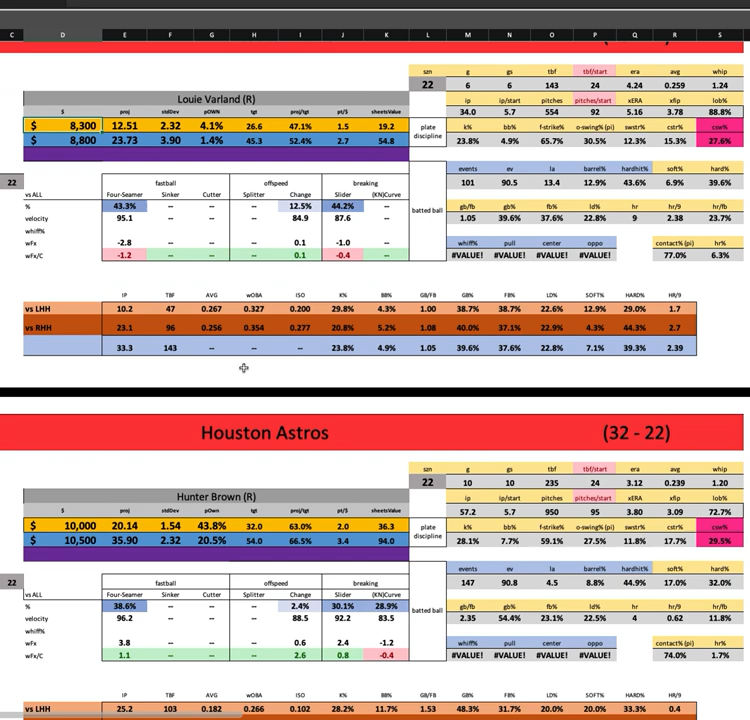 C D E F G H I J K L M N O P Q R S
szn g gs tbf tbf/start era avg whip
22 6 6 143 24 4.24 0.259 1.24
Louie Varland (R) ip ip/start pitches pitches/start xERA xfip lob%
34.0 5.7 554 92 5.16 3.78 88.8%
$ proj stdDev pOWN tgt proj/tgt pt/$ sheetsValue
$ 8,300 12.51 2.32 4.1% 26.6 47.1% 1.5 19.2 plate discipline k% bb% f-strike% o-swing% (pi) swstr% cstr% csw%
$ 8,800 23.73 3.90 1.4% 45.3 52.4% 2.7 54.8 23.8% 4.9% 65.7% 30.5% 12.3% 15.3% 27.6%
events ev la barrel% hardhit% soft% hard%
22 fastball offspeed breaking 101 90.5 13.4 12.9% 43.6% 6.9% 39.6%
vs ALL Four-Seamer Sinker Cutter Splitter Change Slider (KN)Curve
% 43.3% -- -- -- 12.5% 44.2% -- batted ball gb/fb gb% fb% ld% hr hr/9 hr/fb
velocity 95.1 -- -- -- 84.9 87.6 -- 1.05 39.6% 37.6% 22.8% 9 2.38 23.7%
whiff%
wFx -2.8 -- -- -- 0.1 -1.0 -- whiff% pull center oppo contact% (pi) hr%
wFx/C -1.2 -- -- -- 0.1 -0.4 -- #VALUE! #VALUE! #VALUE! #VALUE! 77.0% 6.3%
IP TBF AVG wOBA ISO K% BB% GB/FB GB% FB% LD% SOFT% HARD% HR/9
vs LHH 10.2 47 0.267 0.327 0.200 29.8% 4.3% 1.00 38.7% 38.7% 22.6% 12.9% 29.0% 1.7
vs RHH 23.1 96 0.256 0.354 0.277 20.8% 5.2% 1.08 40.0% 37.1% 22.9% 4.3% 44.3% 2.7
33.3 143 -- -- -- 23.8% 4.9% 1.05 39.6% 37.6% 22.8% 7.1% 39.3% 2.39
Houston Astros (32 - 22)
szn g gs tbf tbf/start era avg whip
22 10 10 235 24 3.12 0.239 1.20
Hunter Brown (R) ip ip/start pitches pitches/start xERA xfip lob%
57.2 5.7 950 95 3.80 3.09 72.7%
$ proj stdDev pOwn tgt proj/tgt pt/$ sheetsValue
$ 10,000 20.14 1.54 43.8% 32.0 63.0% 2.0 36.3 plate discipline k% bb% f-strike% o-swing% (pi) swstr% cstr% csw%
$ 10,500 35.90 2.32 20.5% 54.0 66.5% 3.4 94.0 28.1% 7.7% 59.1% 27.5% 11.8% 17.7% 29.5%
events ev la barrel% hardhit% soft% hard%
22 fastball offspeed breaking 147 90.8 4.5 8.8% 44.9% 17.0% 32.0%
vs ALL Four-Seamer Sinker Cutter Splitter Change Slider (KN)Curve
% 38.6% -- -- -- 2.4% 30.1% 28.9% batted ball gb/fb gb% fb% ld% hr hr/9 hr/fb
velocity 96.2 -- -- -- 88.5 92.2 83.5 2.35 54.4% 23.1% 22.5% 4 0.62 11.8%
whiff%
wFx 3.8 -- -- -- 0.6 2.4 -1.2 whiff% pull center oppo contact% (pi) hr%
wFx/C 1.1 -- -- -- 2.6 0.8 -0.4 #VALUE! #VALUE! #VALUE! #VALUE! 74.0% 1.7%
IP TBF AVG wOBA ISO K% BB% GB/FB GB% FB% LD% SOFT% HARD% HR/9
vs LHH 25.2 103 0.182 0.266 0.102 28.2% 11.7% 1.53 48.3% 31.7% 20.0% 20.0% 33.3% 0.4